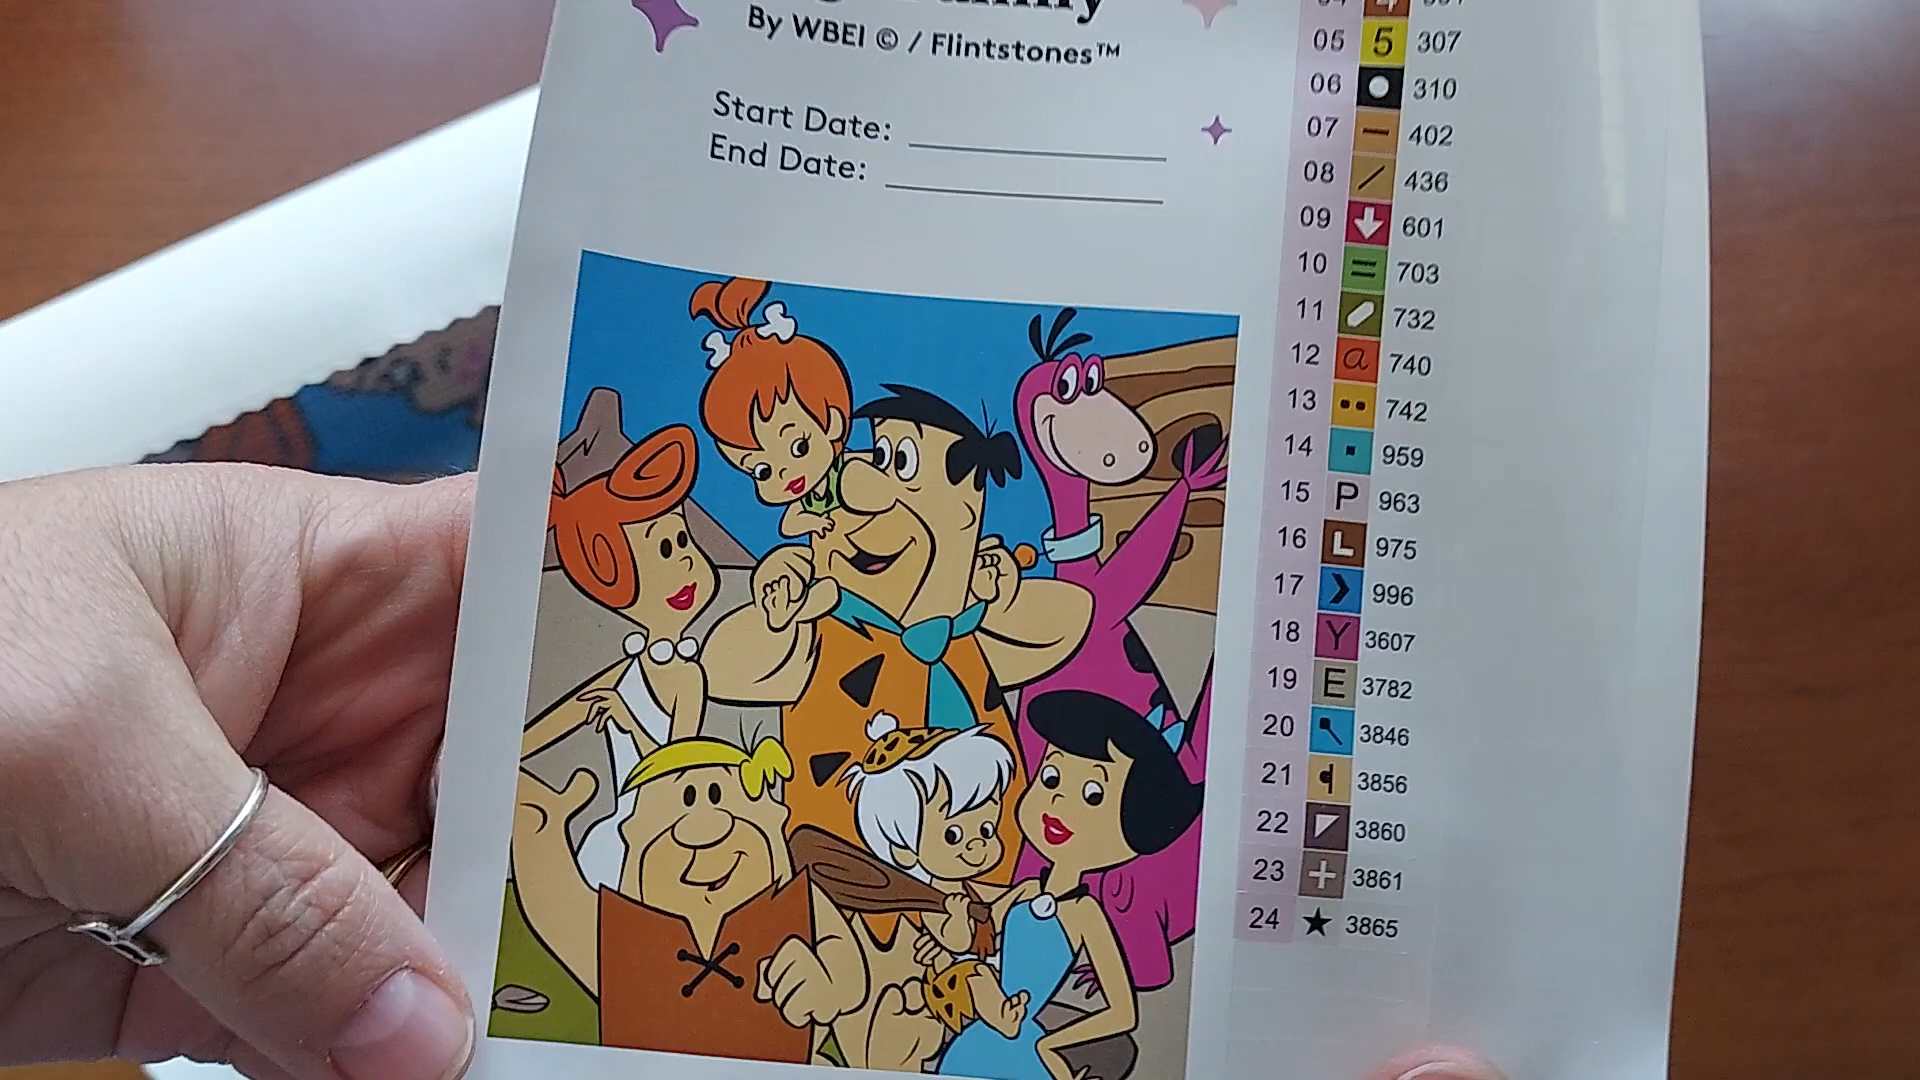 By WBEI © / Flintstones™
Start Date:
End Date:
05 5 307
06 310
07 402
08 436
09 601
10 703
11 732
12 a 740
13 742
14 959
15 P 963
16 L 975
17 996
18 Y 3607
19 E 3782
20 3846
21 3856
22 3860
23 3861
24 ★ 3865